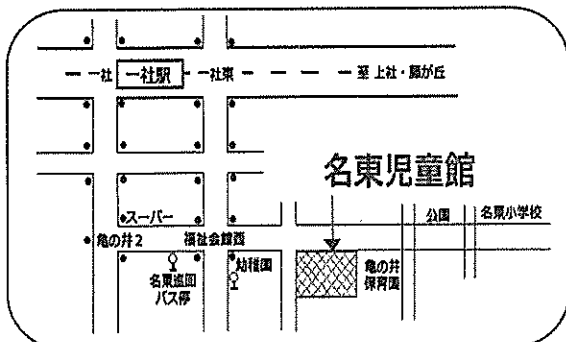 一社
一社駅
一社東
至 上社・藤が丘
名東児童館
スーパー
公園
名東小学校
亀の井2
福祉会館西
名東巡回
バス停
幼稚園
亀の井
保育園